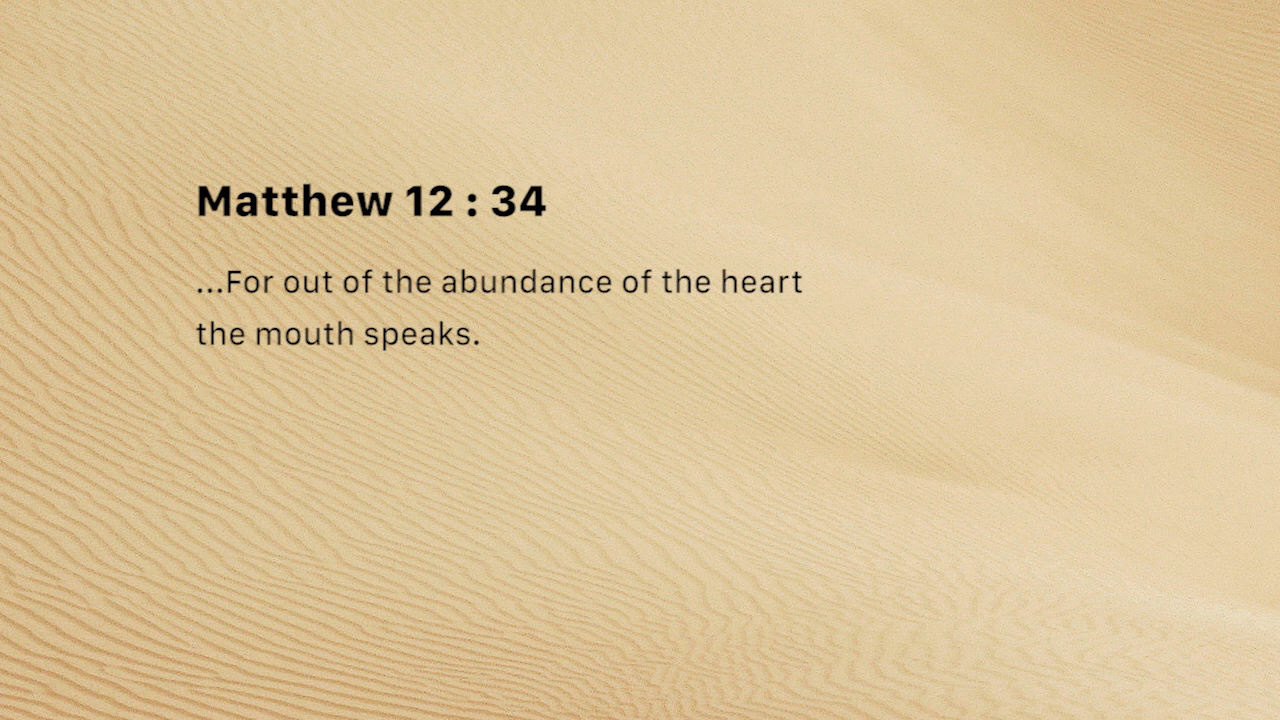 Matthew 12 : 34
...For out of the abundance of the heart
the mouth speaks.